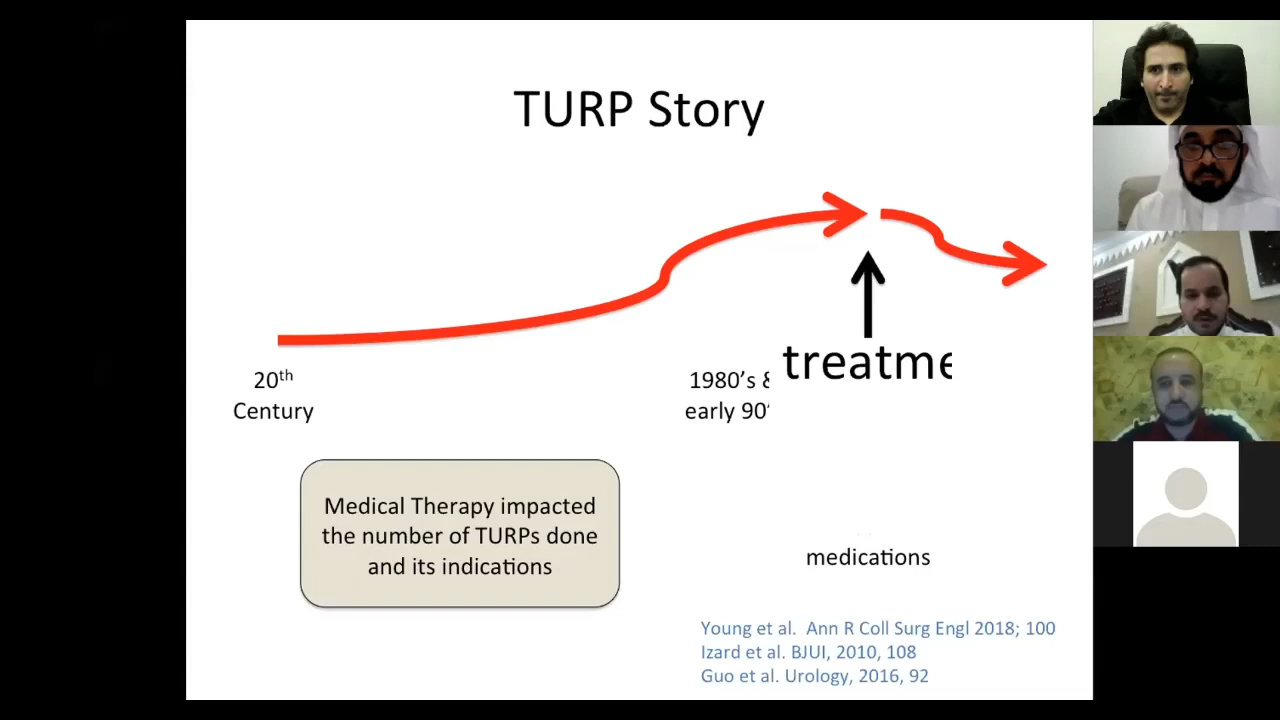 TURP Story
20th
Century
1980's &
early 90'
treatme
Medical Therapy impacted
the number of TURPs done
and its indications
medications
Young et al. Ann R Coll Surg Engl 2018; 100
Izard et al. BJUI, 2010, 108
Guo et al. Urology, 2016, 92